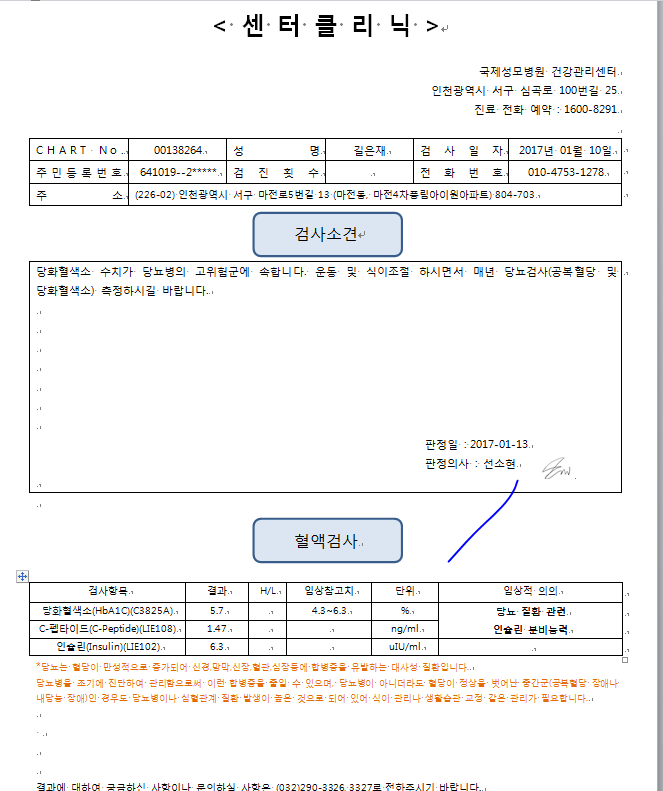 < 센 터 클 리 닉 >
국제성모병원 건강관리센터
인천광역시 서구 심곡로 100번길 25
진료 전화 예약 : 1600-8291
CHART No. 00138264 성 명 길은재 검 사 일 자 2017년 01월 10일
주민등록번호 641019--2***** 검 진 횟 수 전 화 번 호 010-4753-1278
주 소 (226-02) 인천광역시 서구 마전로5번길 13 (마전동, 마전4차풍림아이원아파트) 804-703
검사소견
당화혈색소 수치가 당뇨병의 고위험군에 속합니다. 운동 및 식이조절 하시면서 매년 당뇨검사(공복혈당 및
당화혈색소) 측정하시길 바랍니다.
판정일 : 2017-01-13
판정의사 : 선소현
혈액검사
검사항목 결과 H/L 임상참고치 단위 임상적 의의
당화혈색소(HbA1C)(C3825A) 5.7 4.3~6.3 % 당뇨 질환 관련
C-펩타이드(C-Peptide)(LIE108) 1.47 ng/ml 인슐린 분비능력
인슐린(Insulin)(LIE102) 6.3 uIU/ml
*당뇨는 혈당이 만성적으로 증가되어 신경,망막,신장,혈관,심장등에 합병증을 유발하는 대사성 질환입니다.
당뇨병을 조기에 진단하여 관리함으로써 이런 합병증을 줄일 수 있으며, 당뇨병이 아니더라도 혈당이 정상을 벗어난 중간군(공복혈당 장애나
내당능 장애)인 경우도 당뇨병이나 심혈관계 질환 발생이 높은 것으로 되어 있어 식이 관리나 생활습관 교정 같은 관리가 필요합니다.
결과에 대하여 궁금하신 사항이나 문의하실 사항은 (032)290-3326, 3327로 전화주시기 바랍니다.